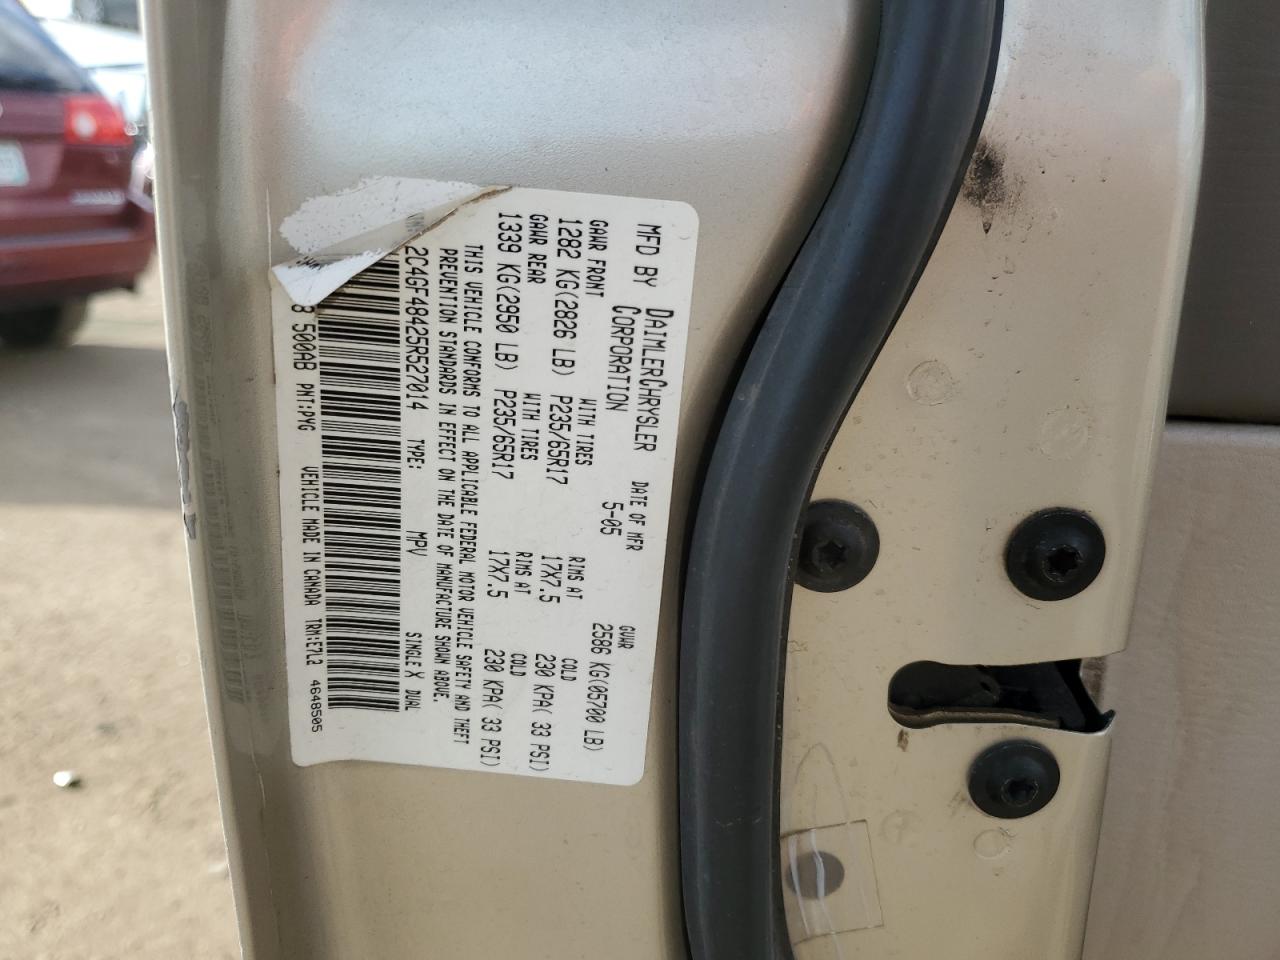 MFD BY DAIMLERCHRYSLER CORPORATION DATE OF MFR 5-05 GVWR 2586 KG(05700 LB)
GAWR FRONT WITH TIRES RIMS AT COLD
1282 KG(2826 LB) P235/65R17 17X7.5 230 KPA( 33 PSI)
GAWR REAR WITH TIRES RIMS AT COLD
1339 KG(2950 LB) P235/65R17 17X7.5 230 KPA( 33 PSI)
THIS VEHICLE CONFORMS TO ALL APPLICABLE FEDERAL MOTOR VEHICLE SAFETY AND THEFT
PREVENTION STANDARDS IN EFFECT ON THE DATE OF MANUFACTURE SHOWN ABOVE.
2C4GF48425R527014 TYPE: MPV SINGLE X DUAL
8 500AB PNT:PYG VEHICLE MADE IN CANADA TRM:E7L2 4648505